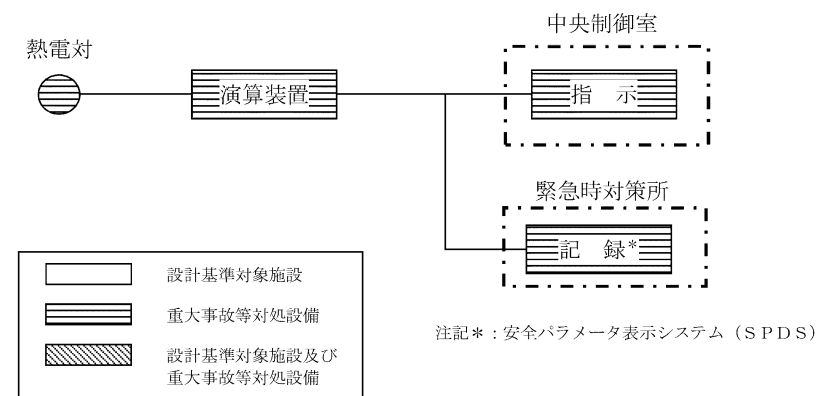 中央制御室
熱電対
演算装置
指 示
緊急時対策所
記 録*
設計基準対象施設
重大事故等対処設備
設計基準対象施設及び
重大事故等対処設備
注記*：安全パラメータ表示システム（ＳＰＤＳ）